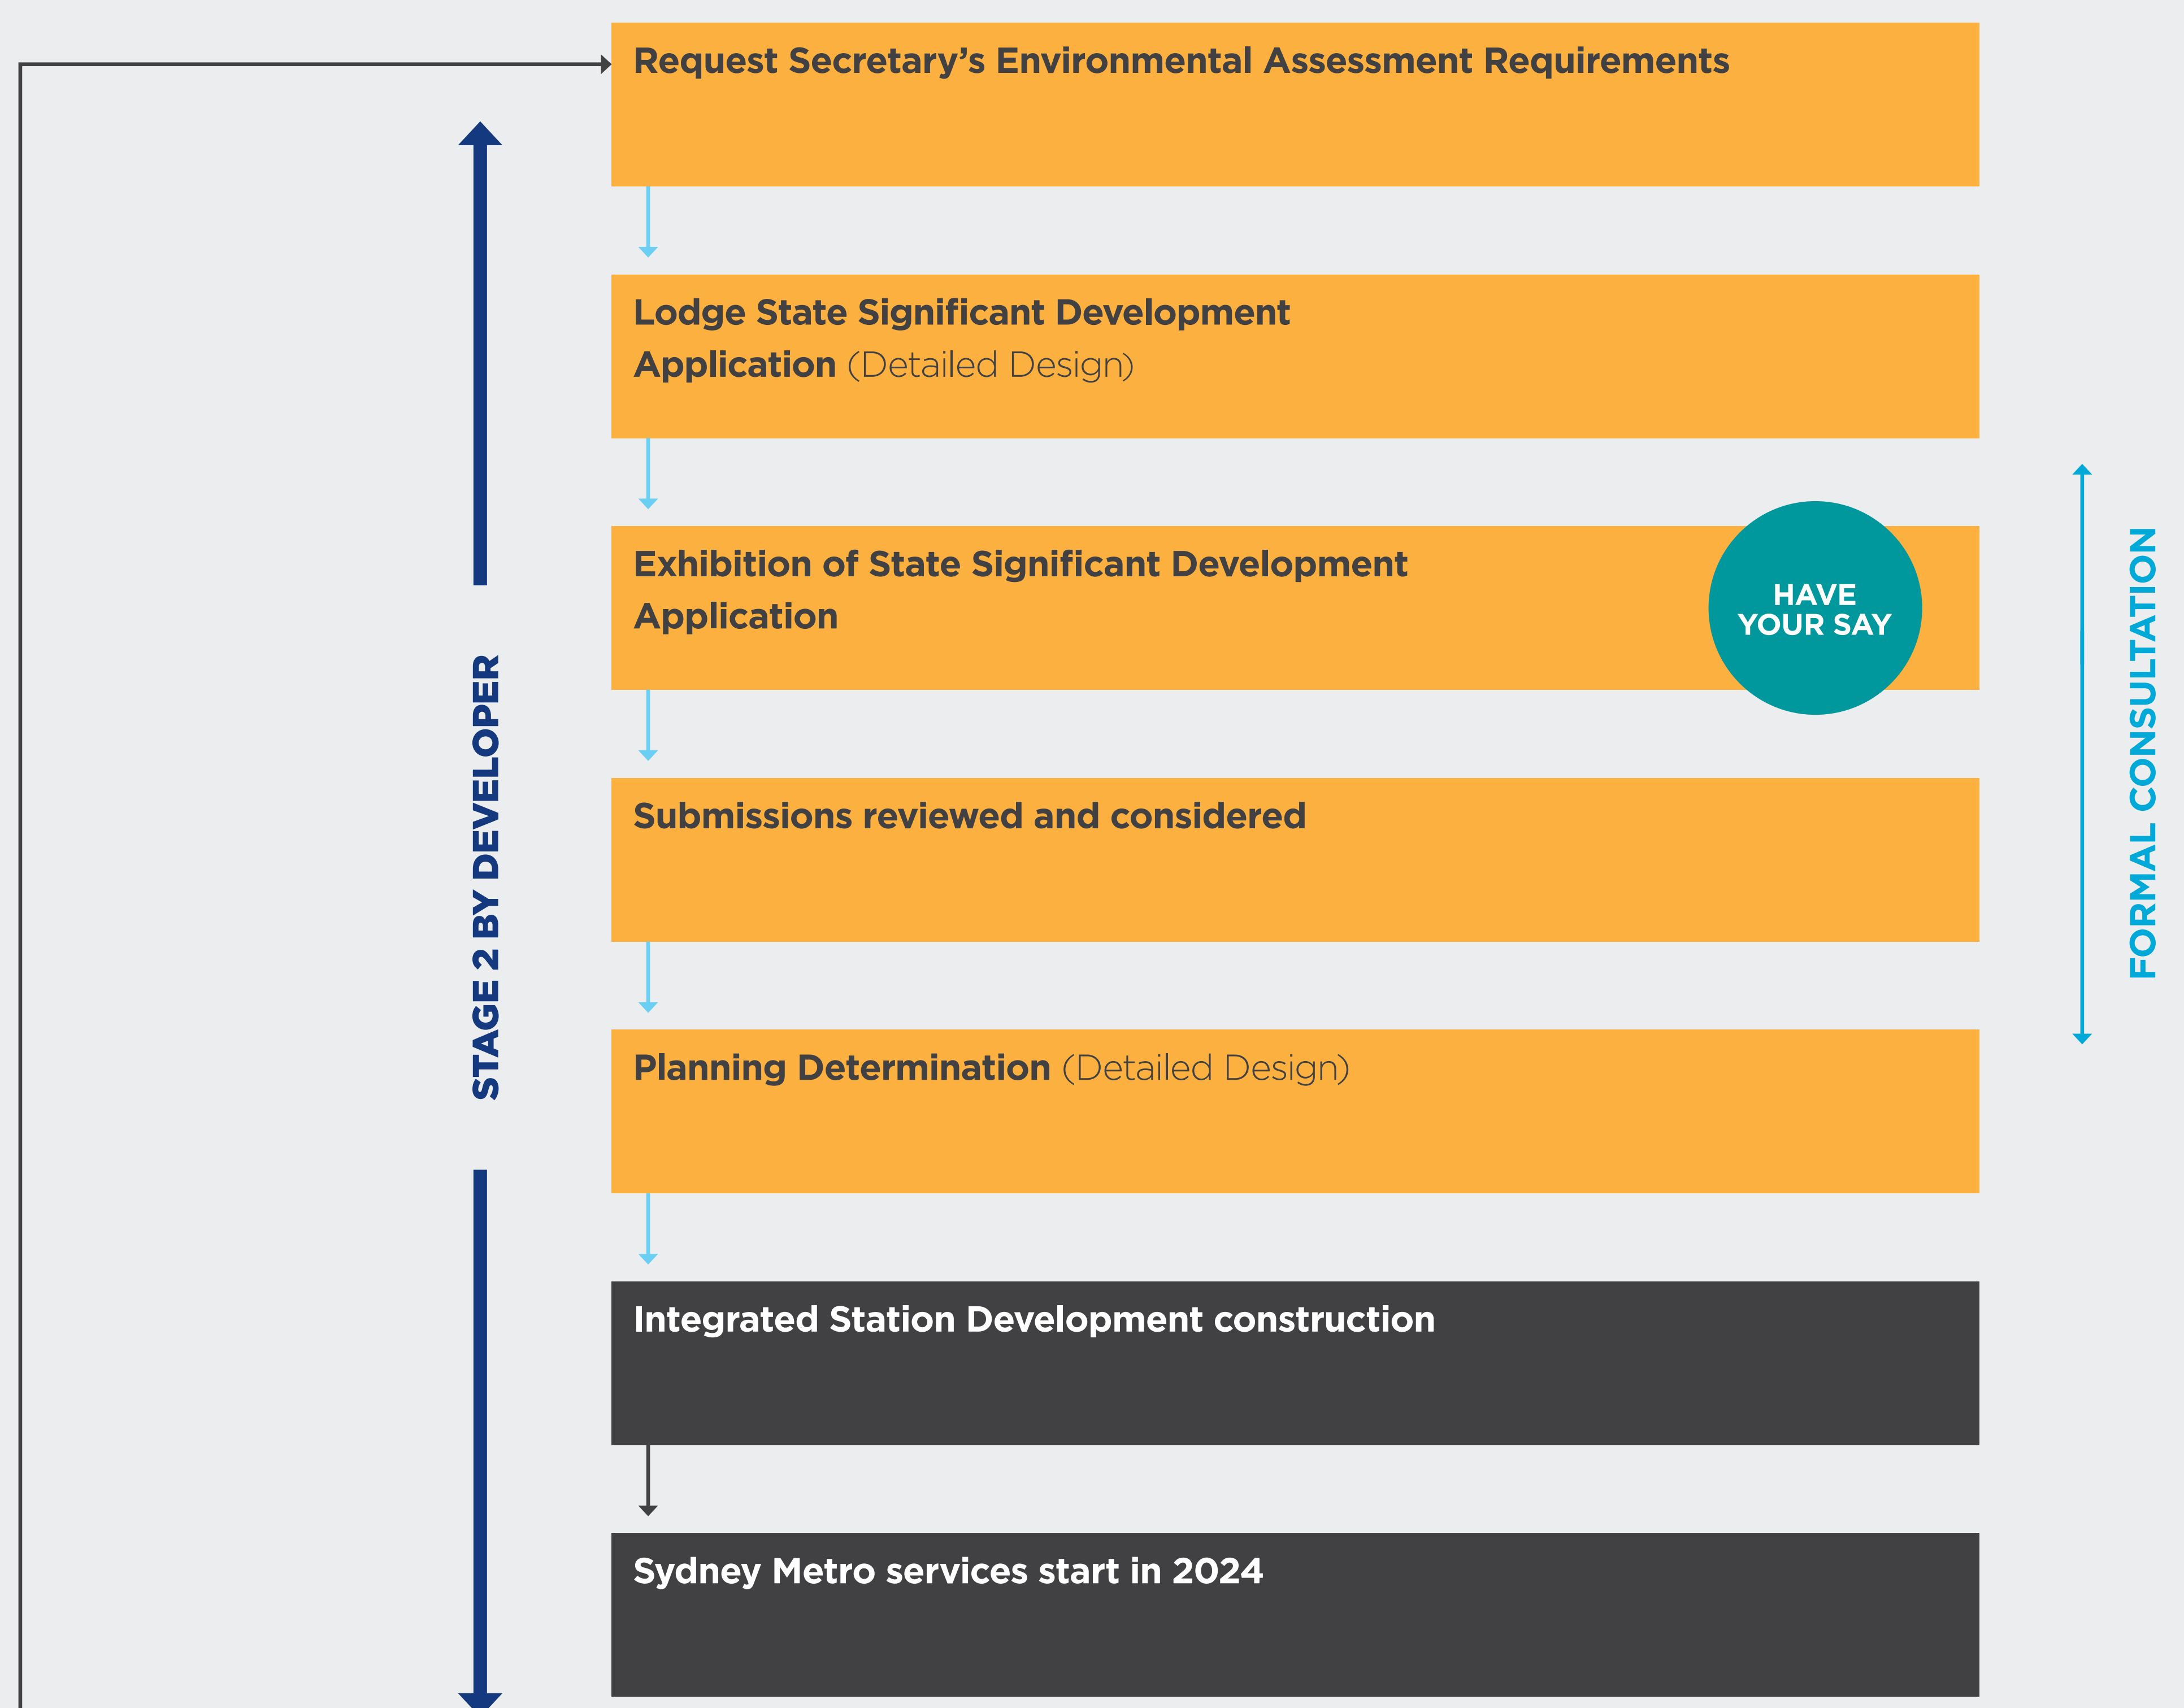 Request Secretary’s Environmental Assessment Requirements
Lodge State Significant Development
Application (Detailed Design)
Exhibition of State Significant Development
Application
HAVE
YOUR SAY
Submissions reviewed and considered
Planning Determination (Detailed Design)
Integrated Station Development construction
Sydney Metro services start in 2024
STAGE 2 BY DEVELOPER
FORMAL CONSULTATION